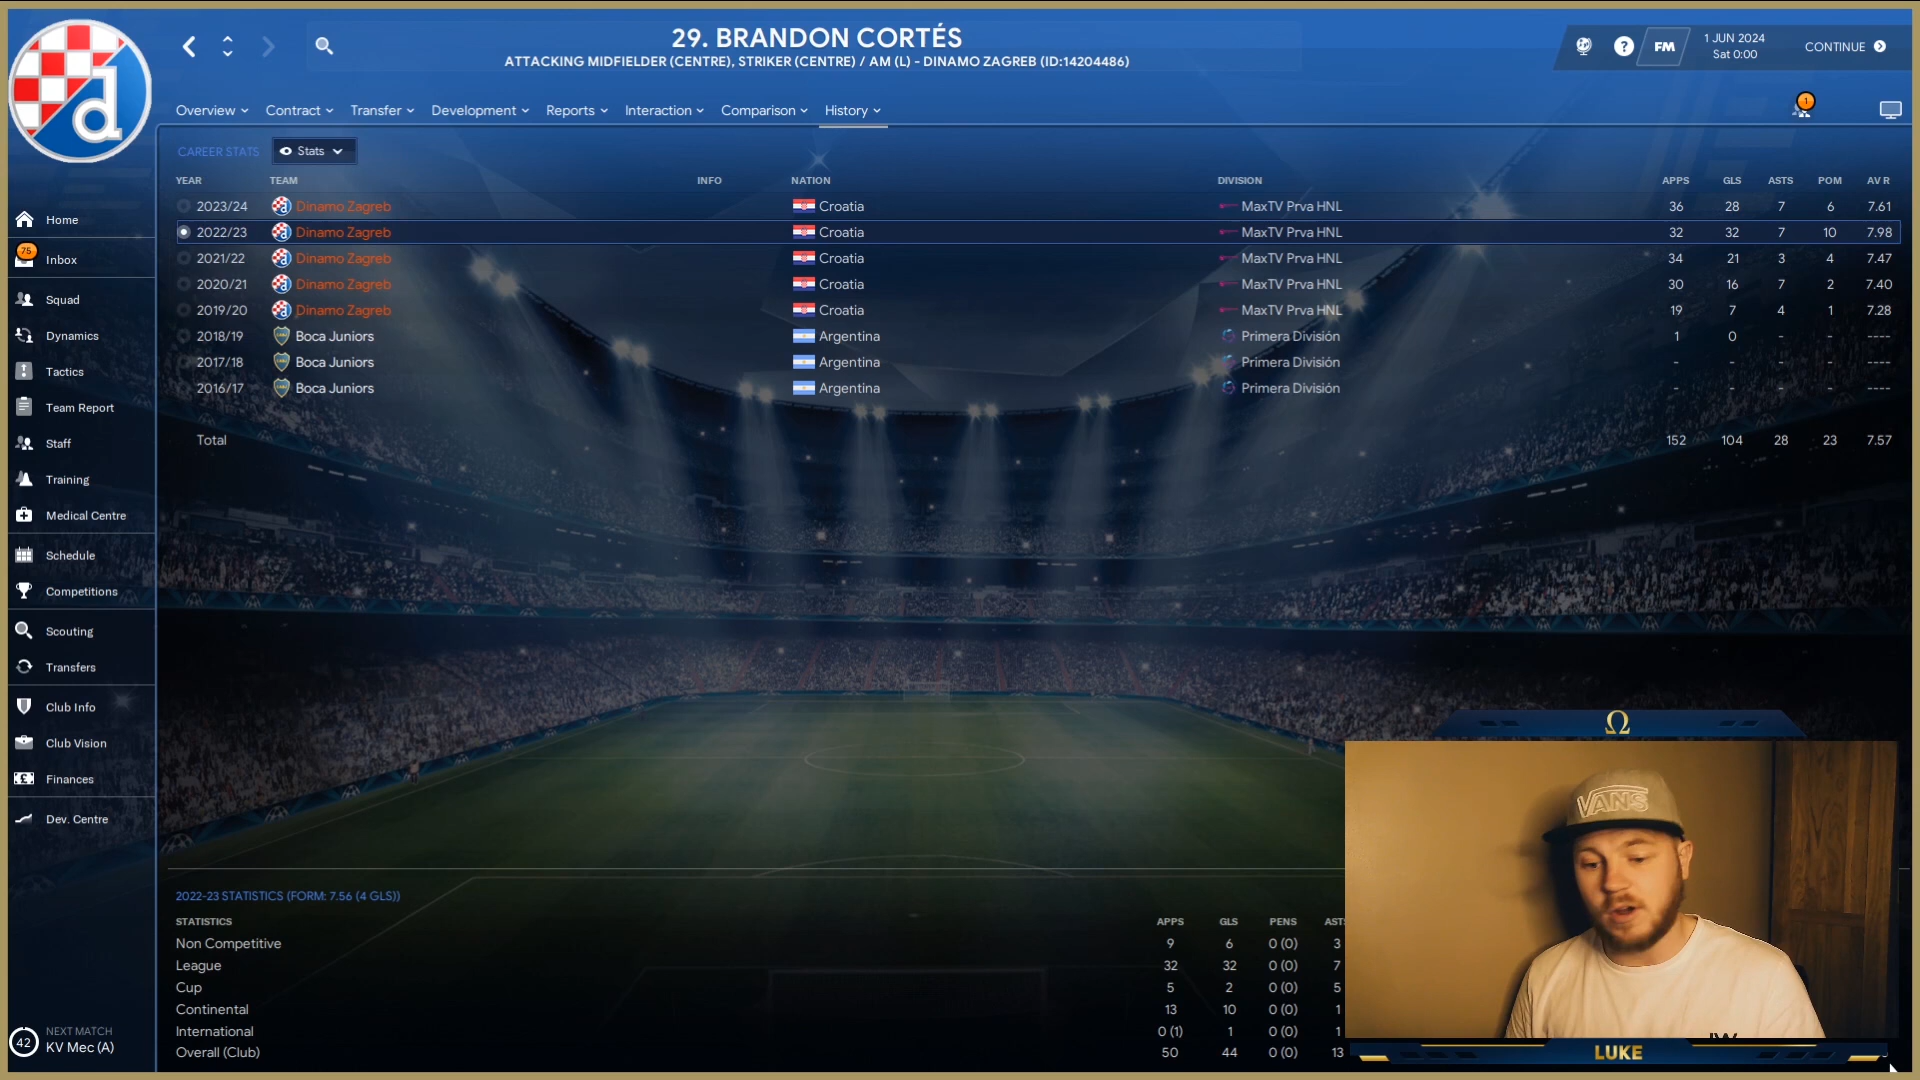 29. BRANDON CORTÉS
ATTACKING MIDFIELDER (CENTRE), STRIKER (CENTRE) / AM (L) - DINAMO ZAGREB (ID:14204486)
FM
1 JUN 2024
Sat 0:00
CONTINUE
Overview Contract Transfer Development Reports Interaction Comparison History
1
CAREER STATS Stats
YEAR TEAM INFO NATION DIVISION APPS GLS ASTS POM AV R
2023/24 Dinamo Zagreb Croatia MaxTV Prva HNL 36 28 7 6 7.61
2022/23 Dinamo Zagreb Croatia MaxTV Prva HNL 32 32 7 10 7.98
2021/22 Dinamo Zagreb Croatia MaxTV Prva HNL 34 21 3 4 7.47
2020/21 Dinamo Zagreb Croatia MaxTV Prva HNL 30 16 7 2 7.40
2019/20 Dinamo Zagreb Croatia MaxTV Prva HNL 19 7 4 1 7.28
2018/19 Boca Juniors Argentina Primera División 1 0 - - ----
2017/18 Boca Juniors Argentina Primera División - - - - ----
2016/17 Boca Juniors Argentina Primera División - - - - ----
Total 152 104 28 23 7.57
Home
75
Inbox
Squad
Dynamics
Tactics
Team Report
Staff
Training
Medical Centre
Schedule
Competitions
Scouting
Transfers
Club Info
Club Vision
Finances
Dev. Centre
42
NEXT MATCH
KV Mec (A)
2022-23 STATISTICS (FORM: 7.56 (4 GLS))
STATISTICS APPS GLS PENS ASTS
Non Competitive 9 6 0 (0) 3
League 32 32 0 (0) 7
Cup 5 2 0 (0) 5
Continental 13 10 0 (0) 1
International 0 (1) 1 0 (0) 1
Overall (Club) 50 44 0 (0) 13
Ω
VANS
LUKE